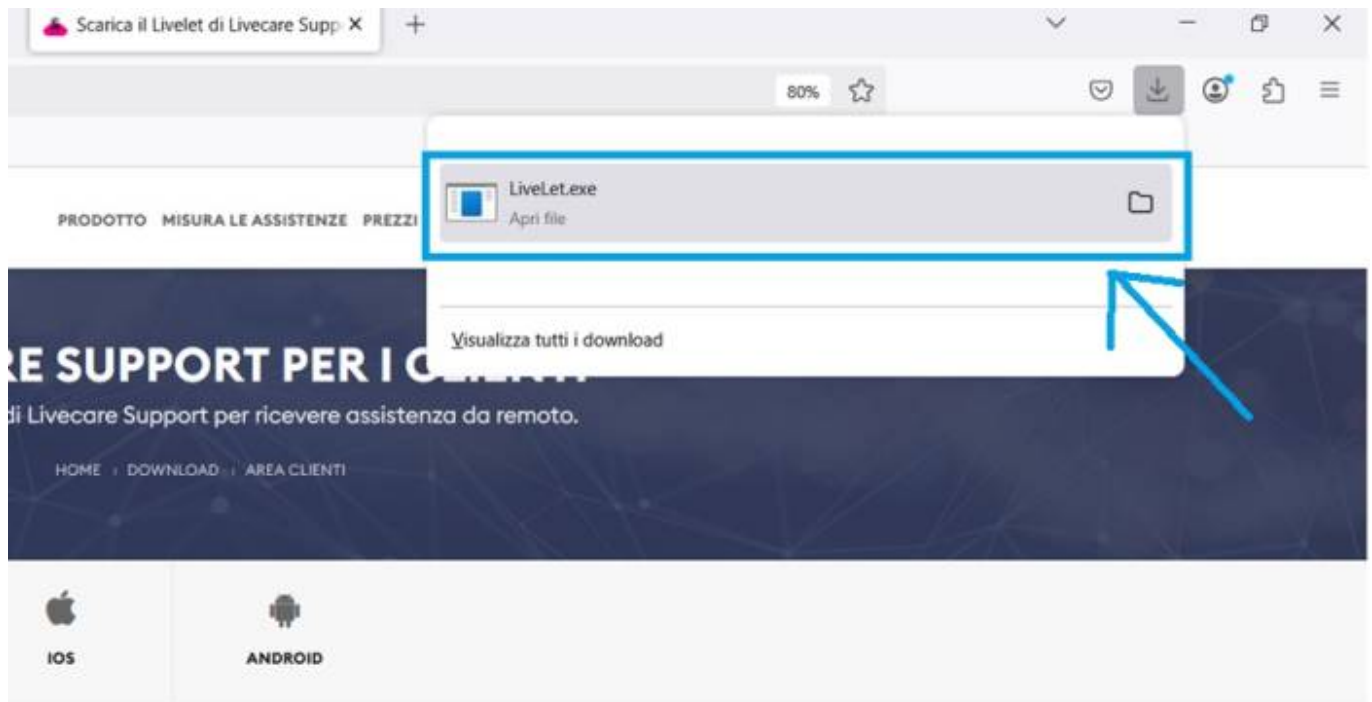 Scarica il Livelet di Livecare Supp
80%
LiveLet.exe
Apri file
PRODOTTO MISURA LE ASSISTENZE PREZZI
Visualizza tutti i download
RE SUPPORT PER I CLIENTI
di Livecare Support per ricevere assistenza da remoto.
HOME DOWNLOAD AREA CLIENTI
IOS ANDROID